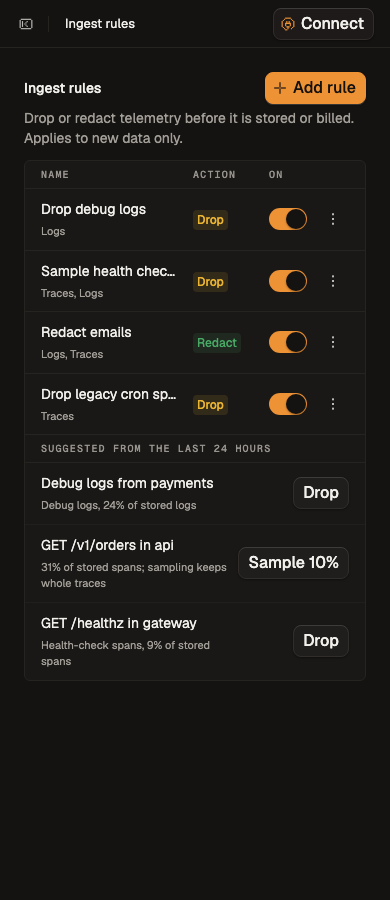 Ingest rules
Connect
Ingest rules
Add rule
Drop or redact telemetry before it is stored or billed.
Applies to new data only.
NAME ACTION ON
Drop debug logs
Logs
Drop
Sample health chec...
Traces, Logs
Drop
Redact emails
Logs, Traces
Redact
Drop legacy cron sp...
Traces
Drop
SUGGESTED FROM THE LAST 24 HOURS
Debug logs from payments
Debug logs, 24% of stored logs
Drop
GET /v1/orders in api
31% of stored spans; sampling keeps
whole traces
Sample 10%
GET /healthz in gateway
Health-check spans, 9% of stored
spans
Drop